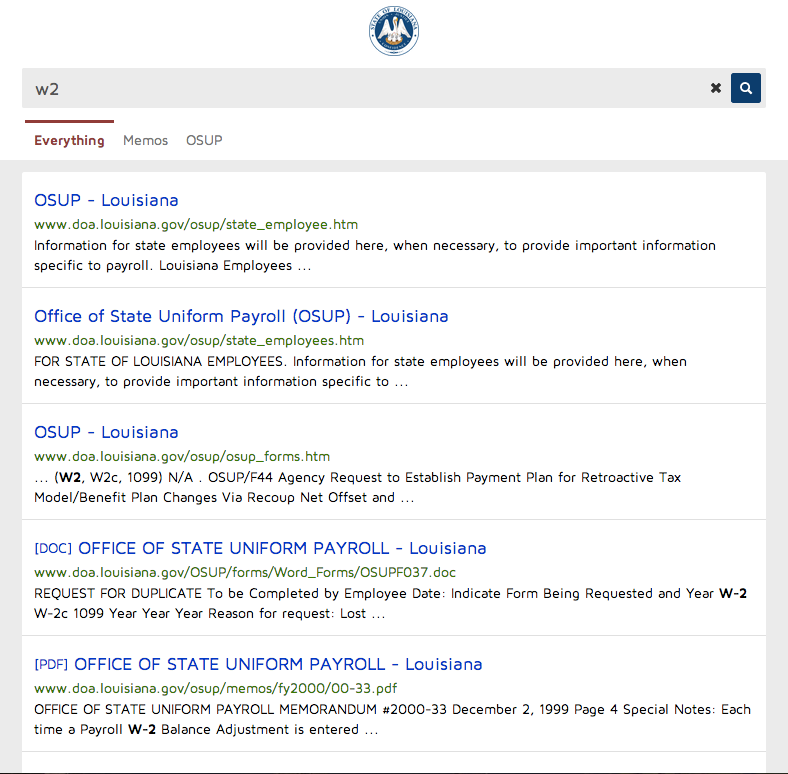 STATE OF LOUISIANA
w2
Everything Memos OSUP
OSUP - Louisiana
www.doa.louisiana.gov/osup/state_employee.htm
Information for state employees will be provided here, when necessary, to provide important information
specific to payroll. Louisiana Employees ...
Office of State Uniform Payroll (OSUP) - Louisiana
www.doa.louisiana.gov/osup/state_employees.htm
FOR STATE OF LOUISIANA EMPLOYEES. Information for state employees will be provided here, when
necessary, to provide important information specific to ...
OSUP - Louisiana
www.doa.louisiana.gov/osup/osup_forms.htm
... (W2, W2c, 1099) N/A . OSUP/F44 Agency Request to Establish Payment Plan for Retroactive Tax
Model/Benefit Plan Changes Via Recoup Net Offset and ...
[DOC] OFFICE OF STATE UNIFORM PAYROLL - Louisiana
www.doa.louisiana.gov/OSUP/forms/Word_Forms/OSUPF037.doc
REQUEST FOR DUPLICATE To be Completed by Employee Date: Indicate Form Being Requested and Year W-2
W-2c 1099 Year Year Year Reason for request: Lost ...
[PDF] OFFICE OF STATE UNIFORM PAYROLL - Louisiana
www.doa.louisiana.gov/osup/memos/fy2000/00-33.pdf
OFFICE OF STATE UNIFORM PAYROLL MEMORANDUM #2000-33 December 2, 1999 Page 4 Special Notes: Each
time a Payroll W-2 Balance Adjustment is entered ...